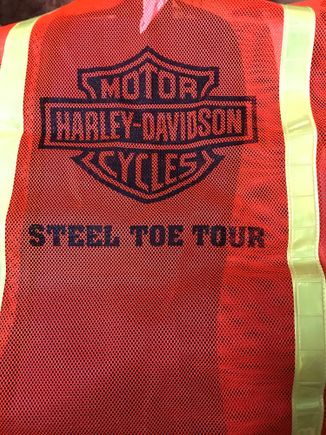 MOTOR
HARLEY-DAVIDSON
CYCLES
STEEL TOE TOUR